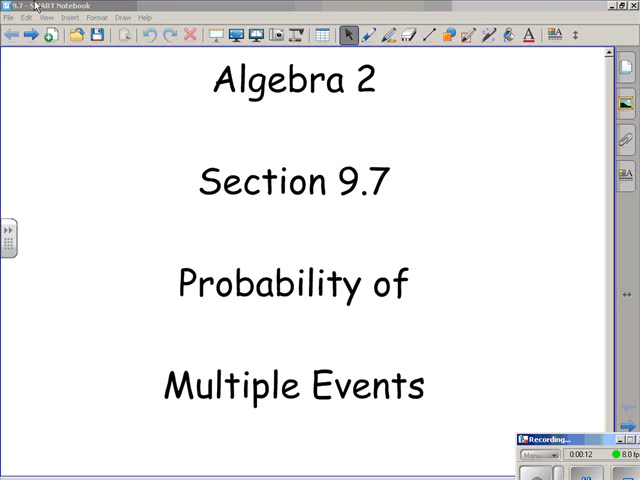 9.7 - SMART Notebook
File Edit View Insert Format Draw Help
Algebra 2
Section 9.7
Probability of
Multiple Events
Recording...
Menu 0:00:12 8.0 fp